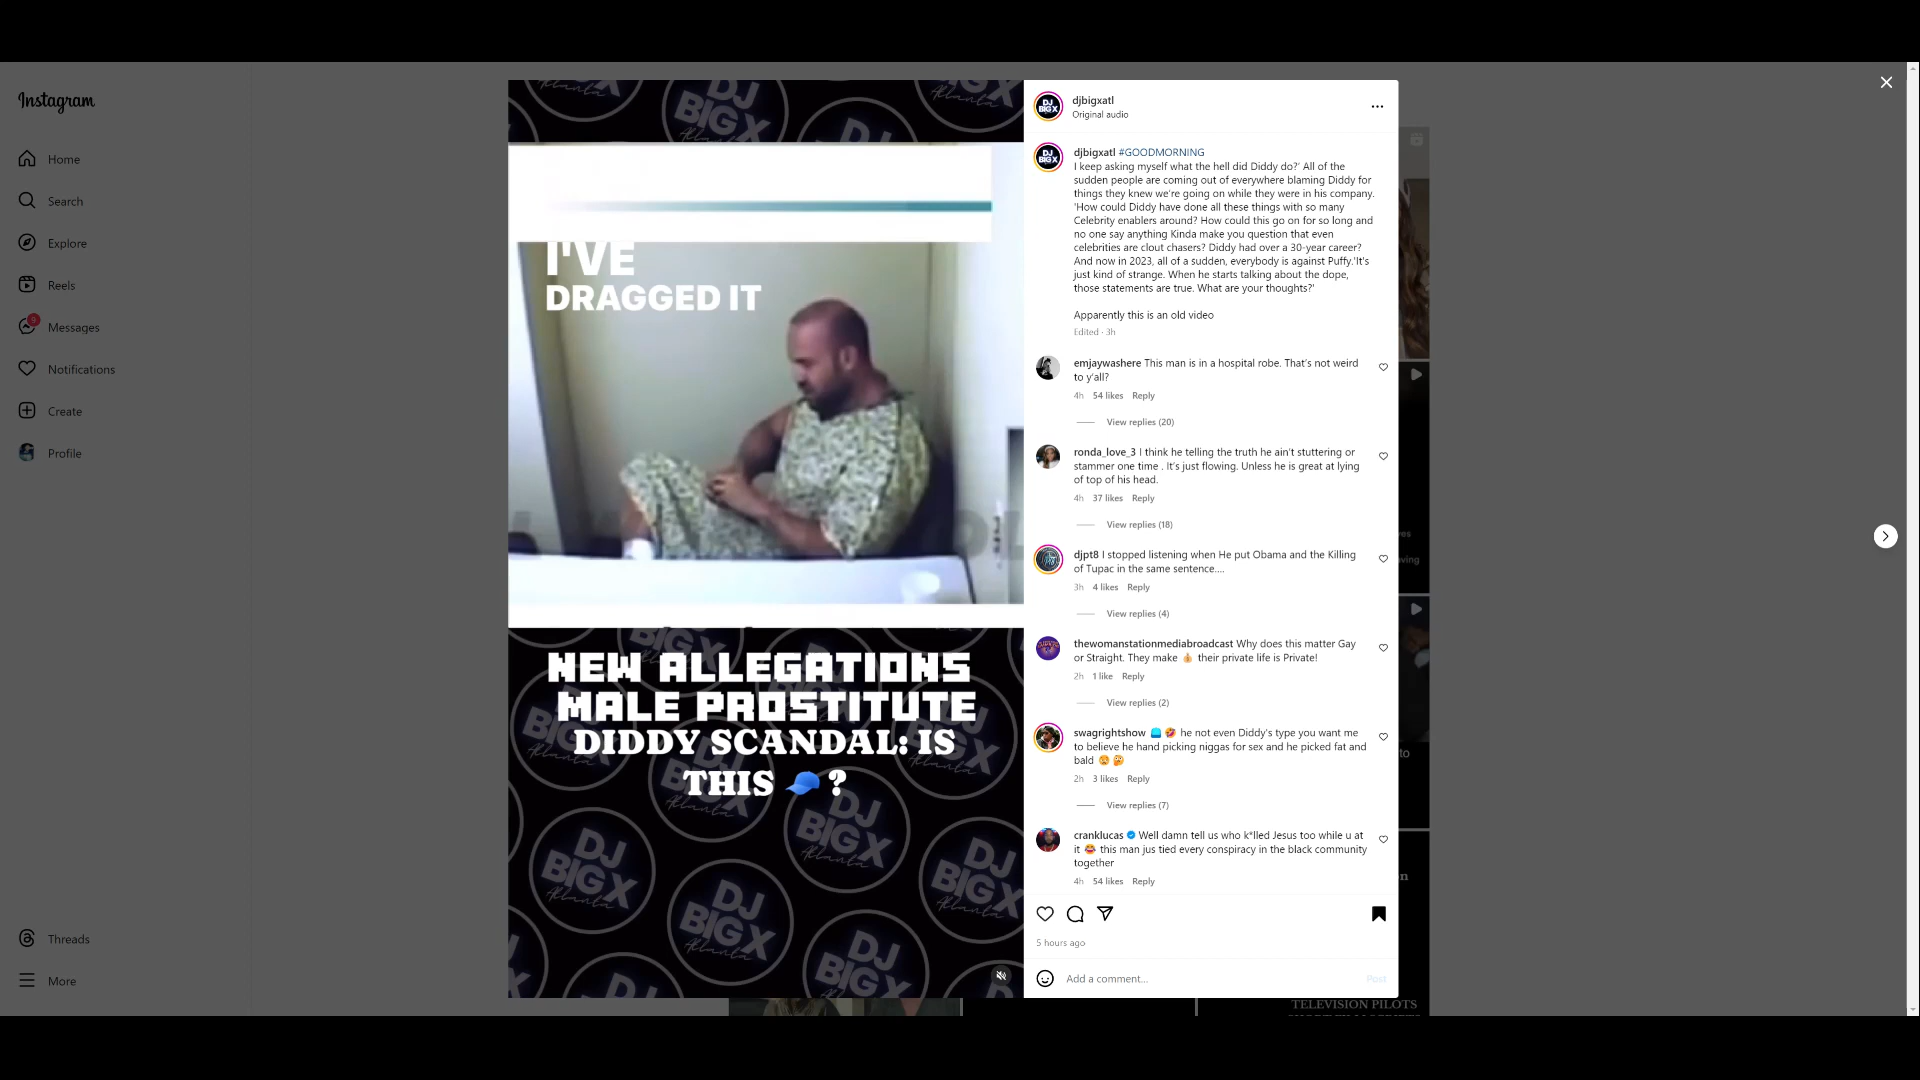 Instagram
Home
Search
Explore
Reels
9
Messages
Notifications
Create
Profile
Threads
More
DJ
BIG X
Atlanta
I'VE
DRAGGED IT
NEW ALLEGATIONS
MALE PROSTITUTE
DIDDY SCANDAL: IS
THIS 🧢 ?
djbigxatl
Original audio
djbigxatl #GOODMORNING
I keep asking myself what the hell did Diddy do?' All of the
sudden people are coming out of everywhere blaming Diddy for
things they knew we're going on while they were in his company.
'How could Diddy have done all these things with so many
Celebrity enablers around? How could this go on for so long and
no one say anything Kinda make you question that even
celebrities are clout chasers? Diddy had over a 30-year career?
And now in 2023, all of a sudden, everybody is against Puffy.'It's
just kind of strange. When he starts talking about the dope,
those statements are true. What are your thoughts?'
Apparently this is an old video
Edited · 3h
emjaywashere This man is in a hospital robe. That's not weird
to y'all?
4h 54 likes Reply
View replies (20)
ronda_love_3 I think he telling the truth he ain't stuttering or
stammer one time . It's just flowing. Unless he is great at lying
of top of his head.
4h 37 likes Reply
View replies (18)
djpt8 I stopped listening when He put Obama and the Killing
of Tupac in the same sentence....
3h 4 likes Reply
View replies (4)
thewomanstationmediabroadcast Why does this matter Gay
or Straight. They make 👍 their private life is Private!
2h 1 like Reply
View replies (2)
swagrightshow 🧢 🤣 he not even Diddy's type you want me
to believe he hand picking niggas for sex and he picked fat and
bald 😩 🤔
2h 3 likes Reply
View replies (7)
cranklucas Well damn tell us who k*lled Jesus too while u at
it 😂 this man jus tied every conspiracy in the black community
together
4h 54 likes Reply
5 hours ago
Add a comment...
Post
TELEVISION PILOTS